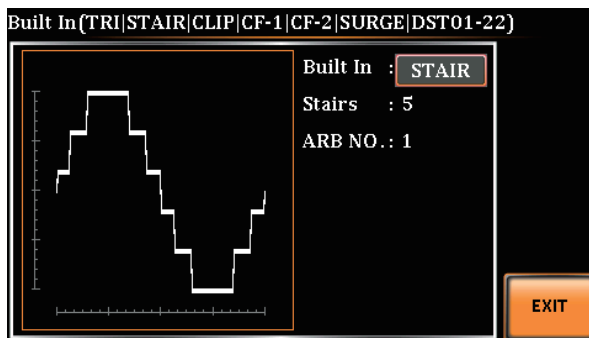 Built In(TRI|STAIR|CLIP|CF-1|CF-2|SURGE|DST01-22)
Built In : STAIR
Stairs : 5
ARB NO.: 1
EXIT